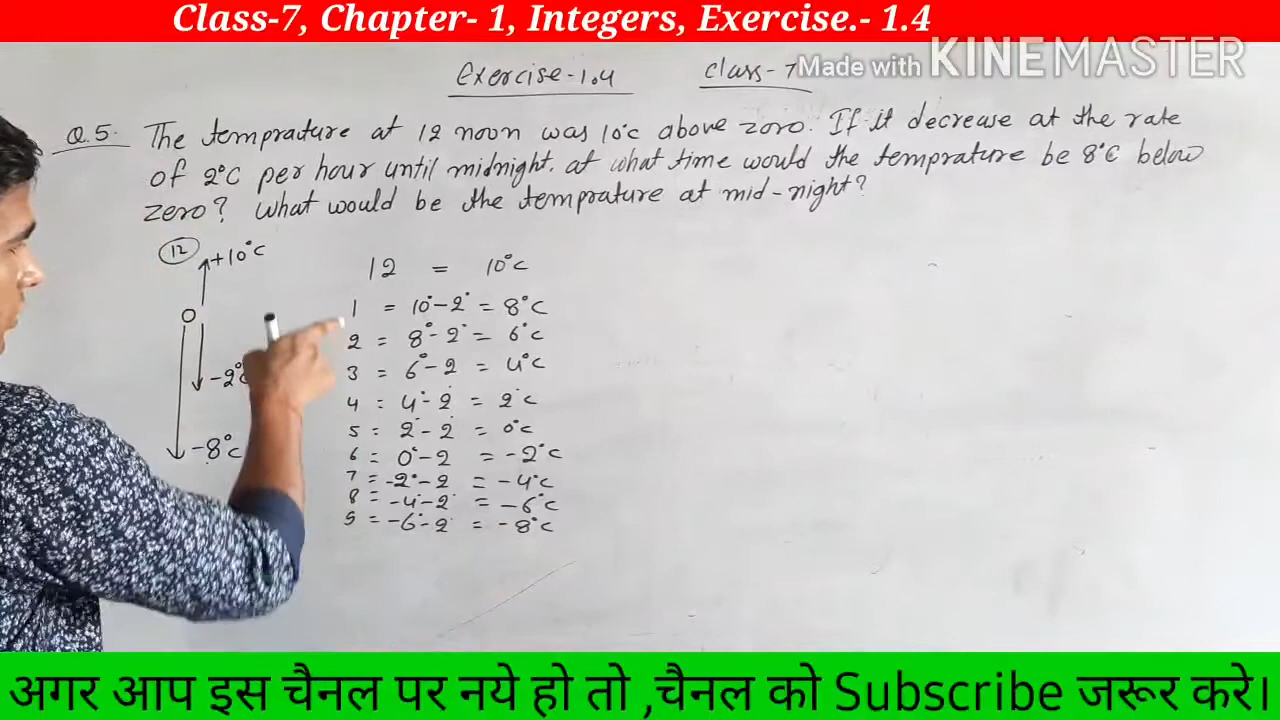 Class-7, Chapter- 1, Integers, Exercise.- 1.4
Made with KINEMASTER
Exercise-1.4 Class-7
Q.5. The temprature at 12 noon was 10°c above zoro. If it decrease at the rate
of 2°C per hour until midnight. at what time would the temprature be 8°C below
zero? What would be the temprature at mid-night?
12 +10°C
0
-2°C
-8°C
12 = 10°C
1 = 10°-2° = 8°C
2 = 8°-2° = 6°C
3 = 6°-2 = 4°C
4 = 4°-2° = 2°C
5 = 2°-2° = 0°C
6 = 0°-2 = -2°C
7 = -2°-2 = -4°C
8 = -4°-2° = -6°C
9 = -6°-2° = -8°C
अगर आप इस चैनल पर नये हो तो ,चैनल को Subscribe जरूर करे।